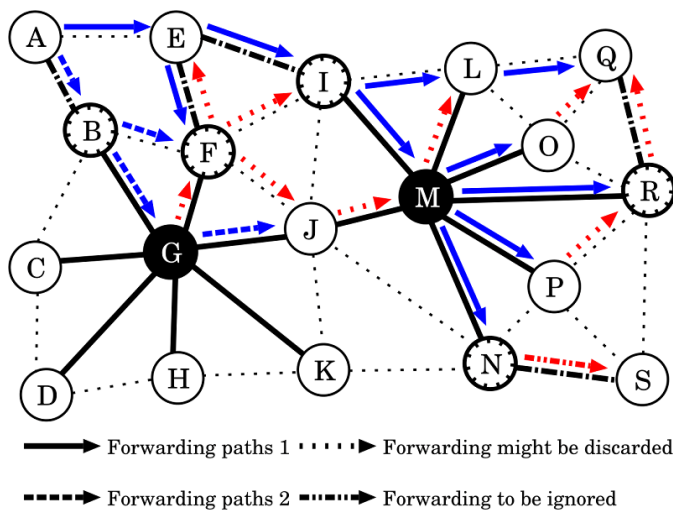 A
E
I
L
Q
B
F
O
R
M
J
G
C
P
N
S
K
H
D
Forwarding paths 1
Forwarding might be discarded
Forwarding paths 2
Forwarding to be ignored